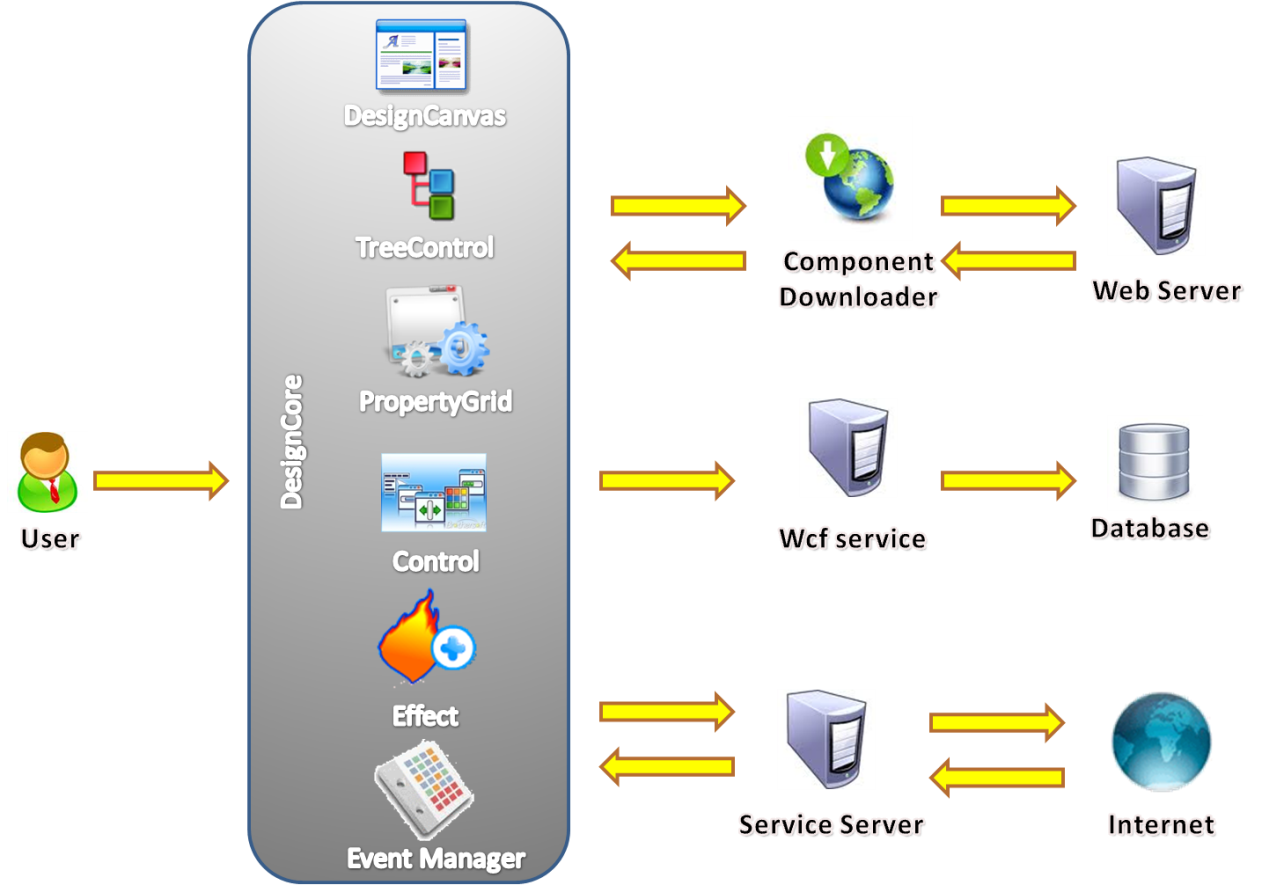 DesignCanvas
TreeControl
PropertyGrid
DesignCore
Control
Effect
Event Manager
User
Component
Downloader
Web Server
Wcf service
Database
Service Server
Internet